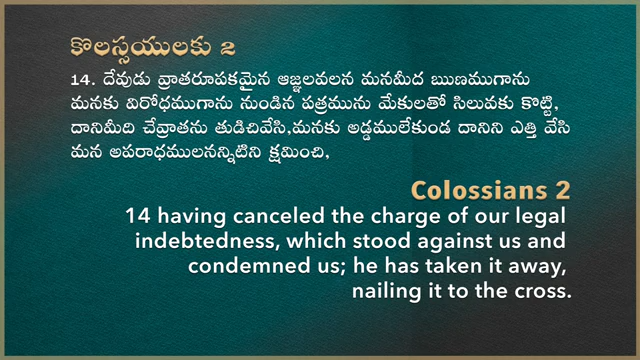 కొలస్సయులకు 2
14. దేవుడు వ్రాతరూపకమైన ఆజ్ఞలవలన మనమీద ఋణముగాను
మనకు విరోధముగాను నుండిన పత్రమును మేకులతో సిలువకు కొట్టి,
దానిమీది చేవ్రాతను తుడిచివేసి,మనకు అడ్డములేకుండ దానిని ఎత్తి వేసి
మన అపరాధములనన్నిటిని క్షమించి,
Colossians 2
14 having canceled the charge of our legal
indebtedness, which stood against us and
condemned us; he has taken it away,
nailing it to the cross.